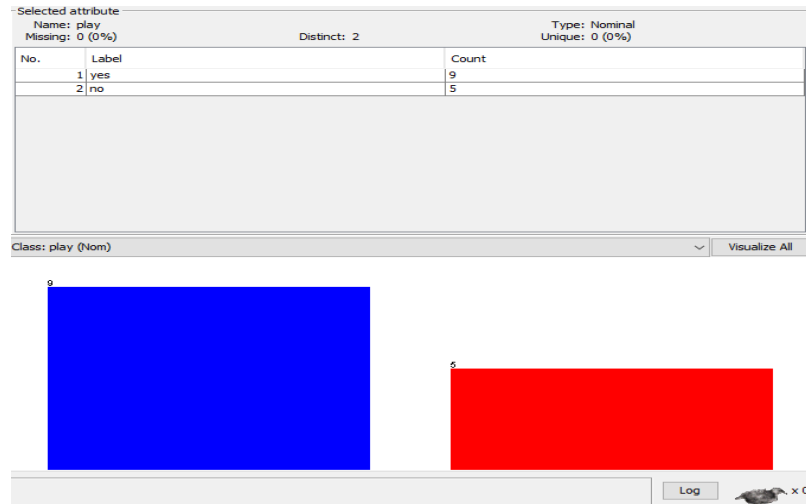 Selected attribute
Name: play Type: Nominal
Missing: 0 (0%) Distinct: 2 Unique: 0 (0%)
No. Label Count
1 yes 9
2 no 5
Class: play (Nom) Visualize All
9
5
Log x 0